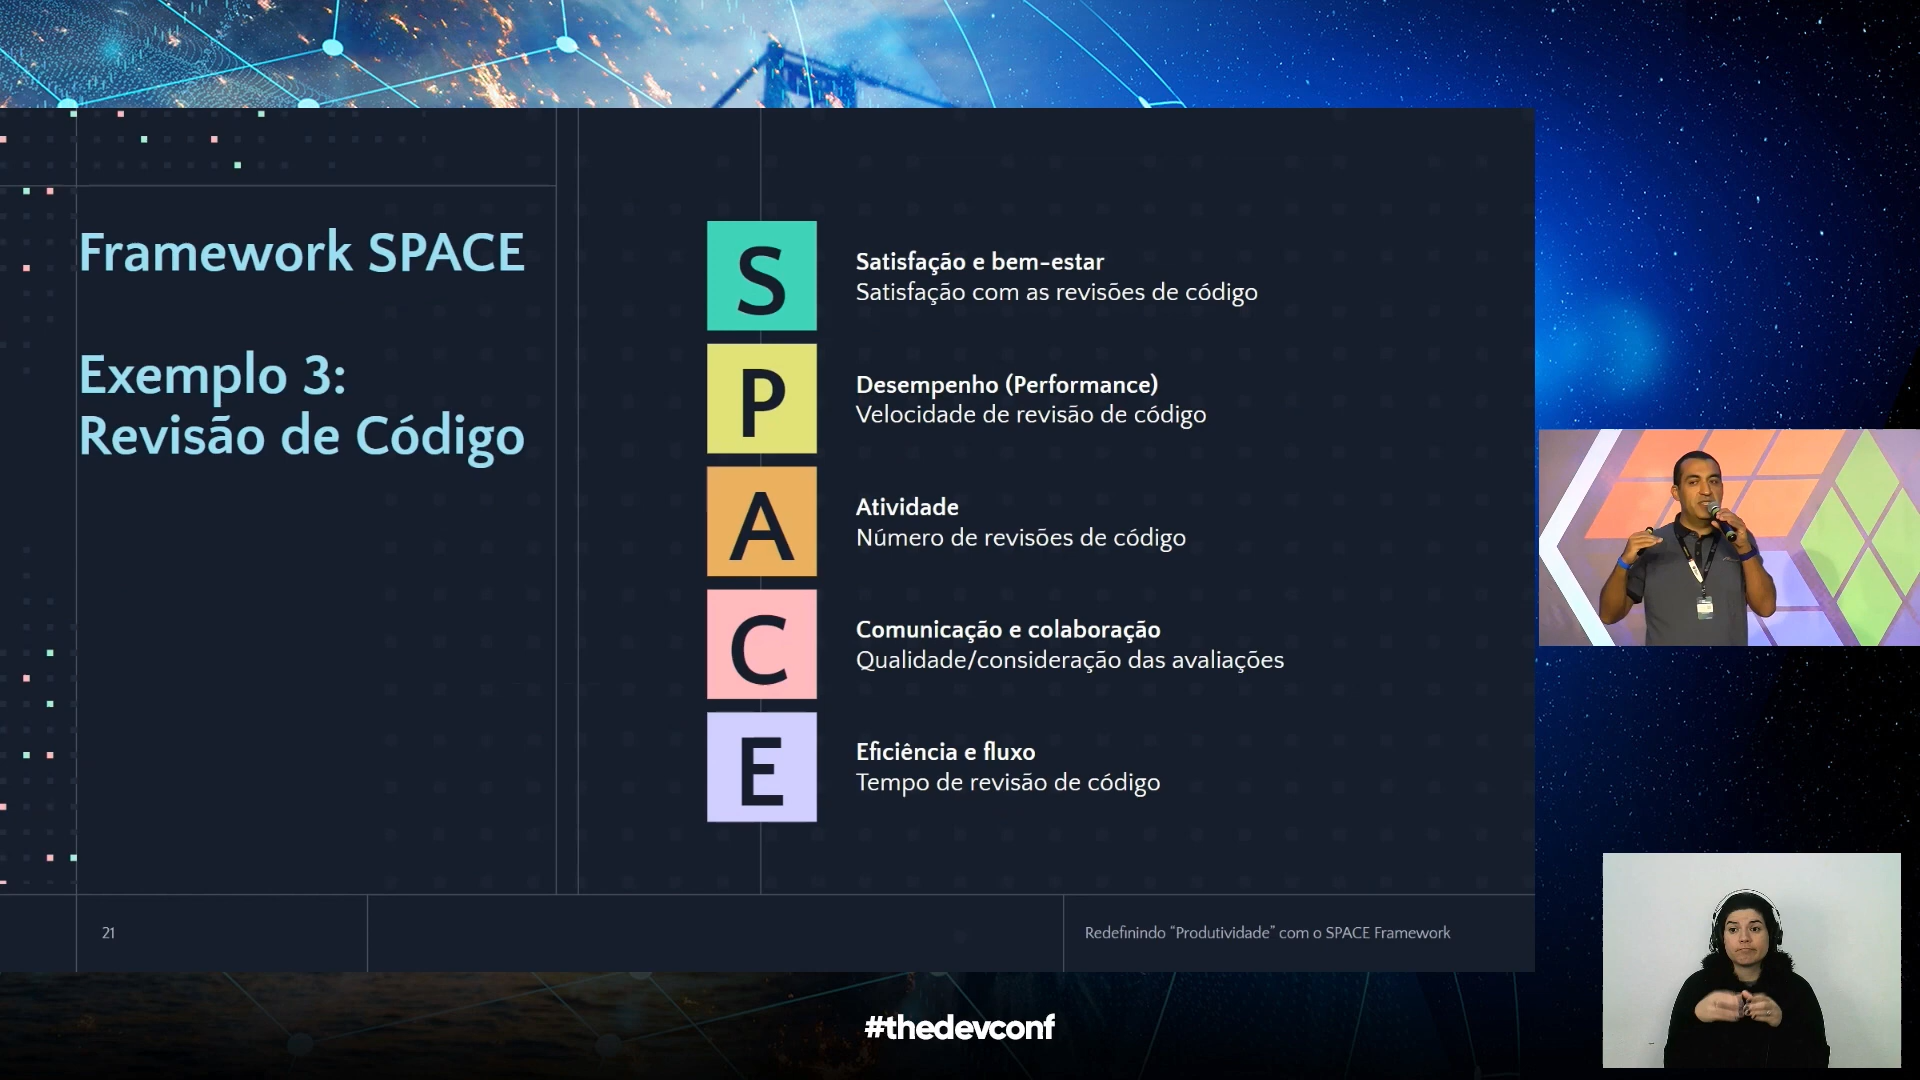 Framework SPACE
Exemplo 3:
Revisão de Código
S
Satisfação e bem-estar
Satisfação com as revisões de código
P
Desempenho (Performance)
Velocidade de revisão de código
A
Atividade
Número de revisões de código
C
Comunicação e colaboração
Qualidade/consideração das avaliações
E
Eficiência e fluxo
Tempo de revisão de código
21
Redefinindo “Produtividade” com o SPACE Framework
#thedevconf